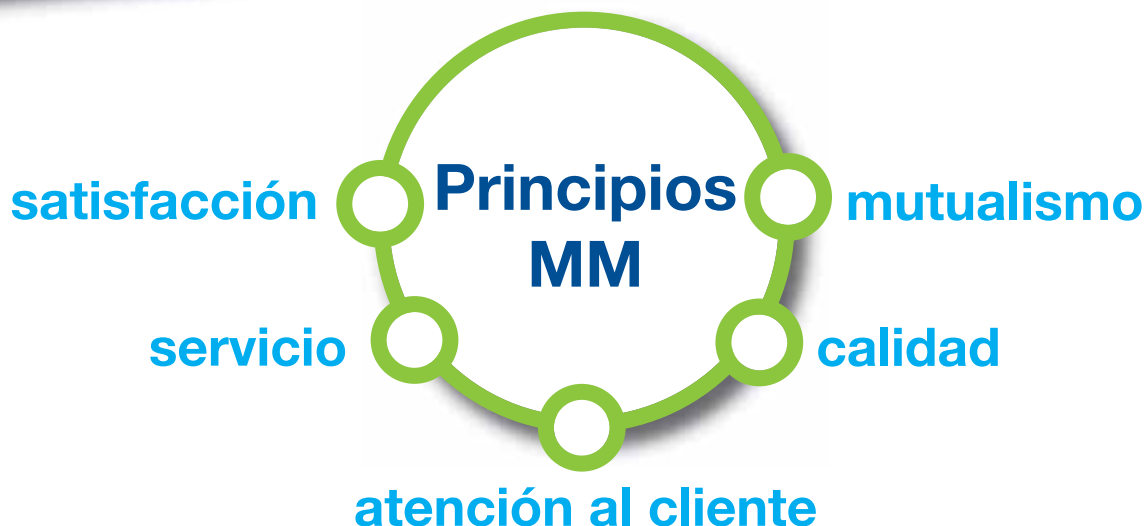 Principios
MM
satisfacción
mutualismo
servicio
calidad
atención al cliente